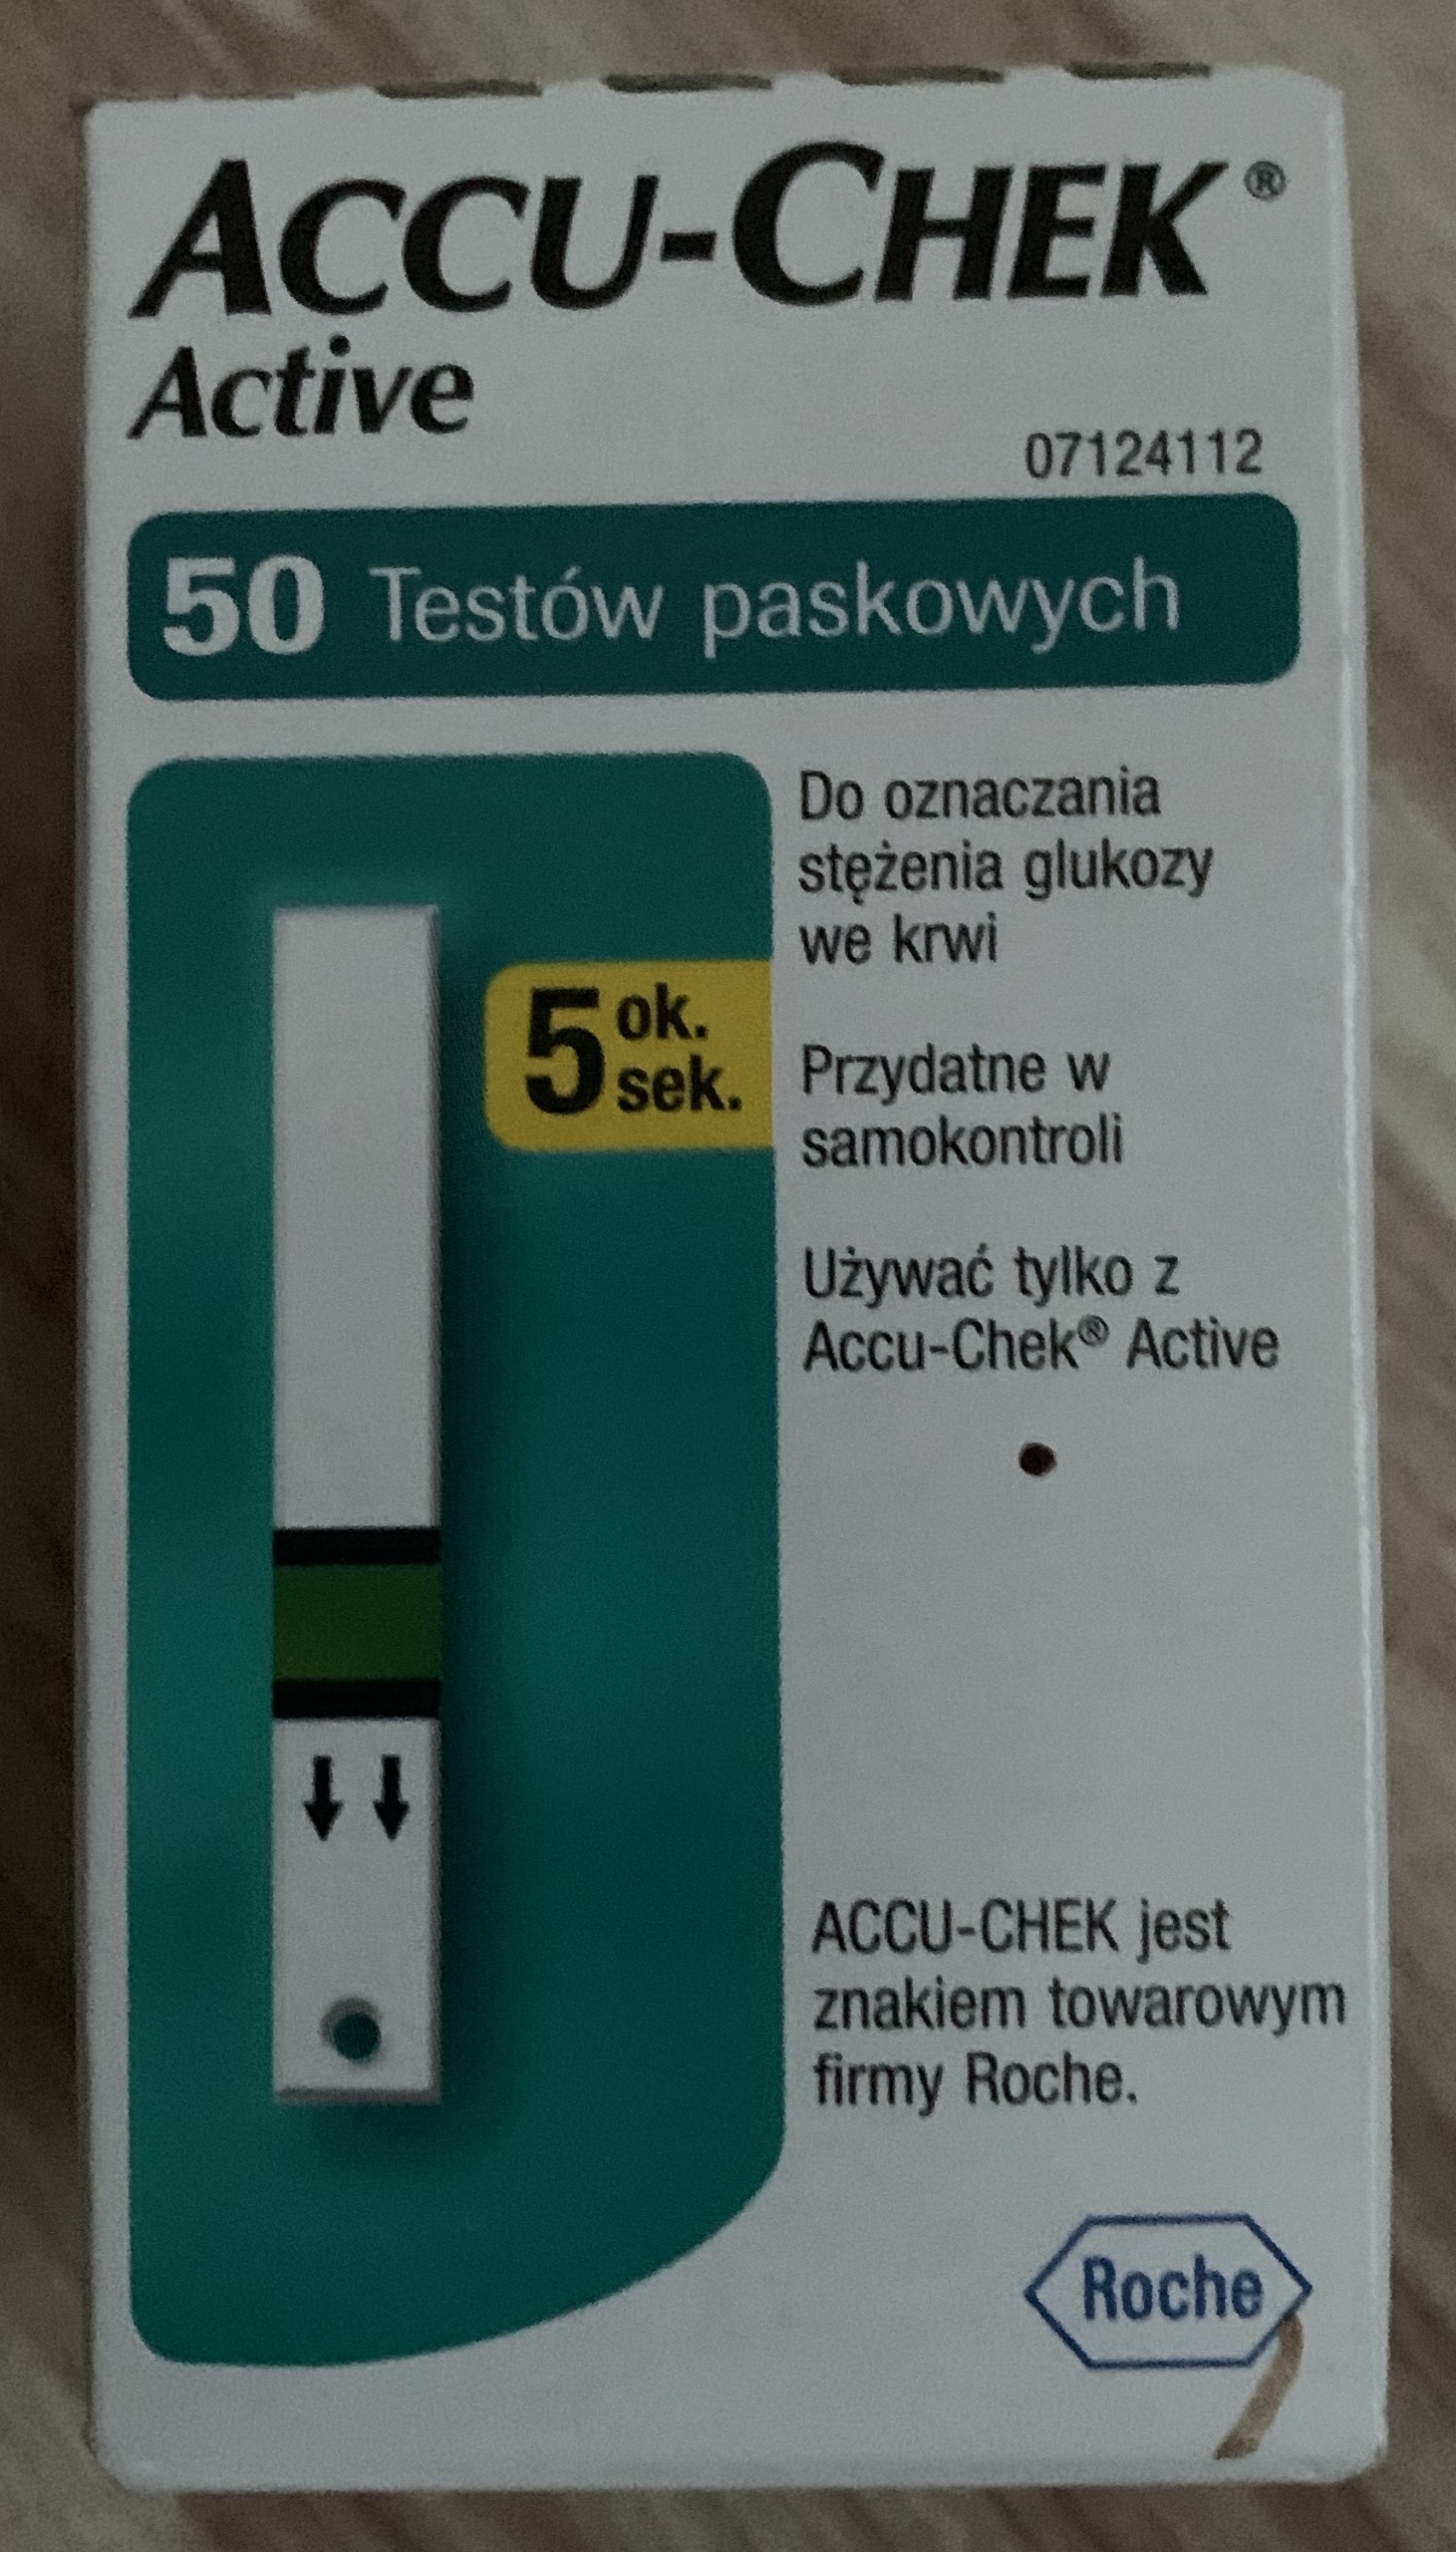 ACCU-CHEK®
Active
07124112
50 Testów paskowych
Do oznaczania
stężenia glukozy
we krwi
5 ok.
sek.
Przydatne w
samokontroli
Używać tylko z
Accu-Chek® Active
ACCU-CHEK jest
znakiem towarowym
firmy Roche.
Roche